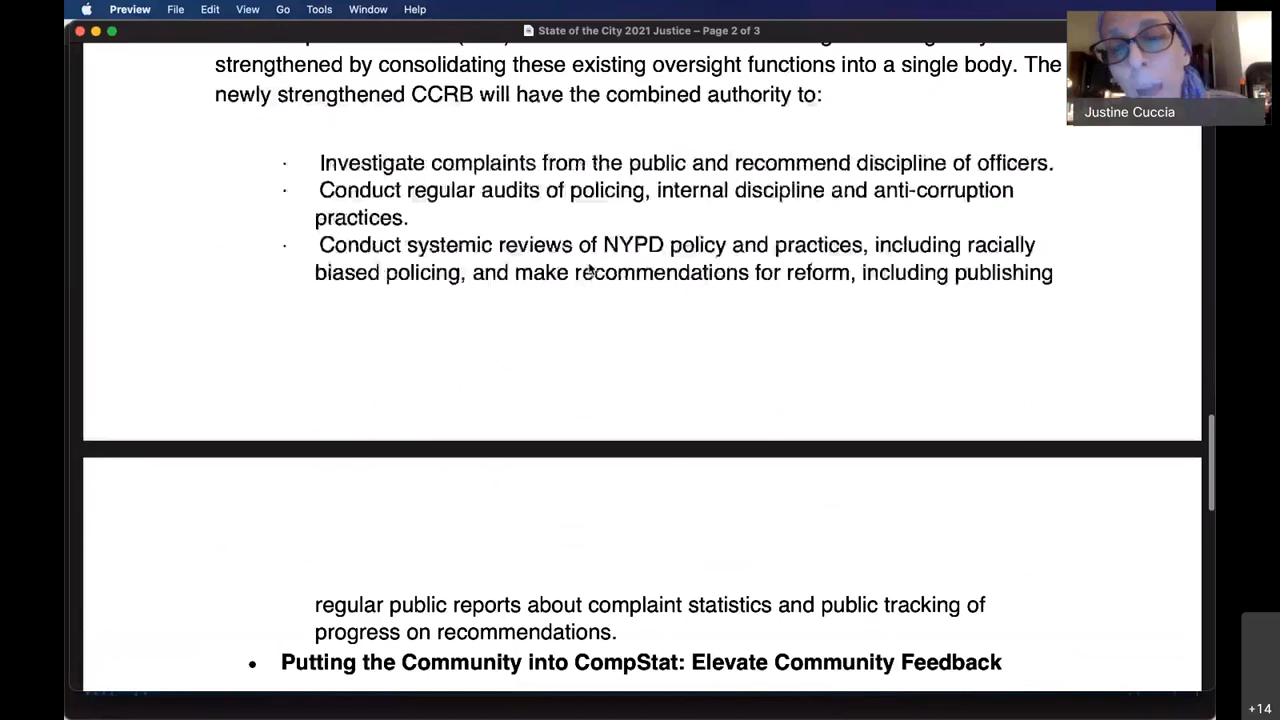 Preview File Edit View Go Tools Window Help
State of the City 2021 Justice – Page 2 of 3
strengthened by consolidating these existing oversight functions into a single body. The
newly strengthened CCRB will have the combined authority to:
· Investigate complaints from the public and recommend discipline of officers.
· Conduct regular audits of policing, internal discipline and anti-corruption
practices.
· Conduct systemic reviews of NYPD policy and practices, including racially
biased policing, and make recommendations for reform, including publishing
regular public reports about complaint statistics and public tracking of
progress on recommendations.
• Putting the Community into CompStat: Elevate Community Feedback
Justine Cuccia
+14